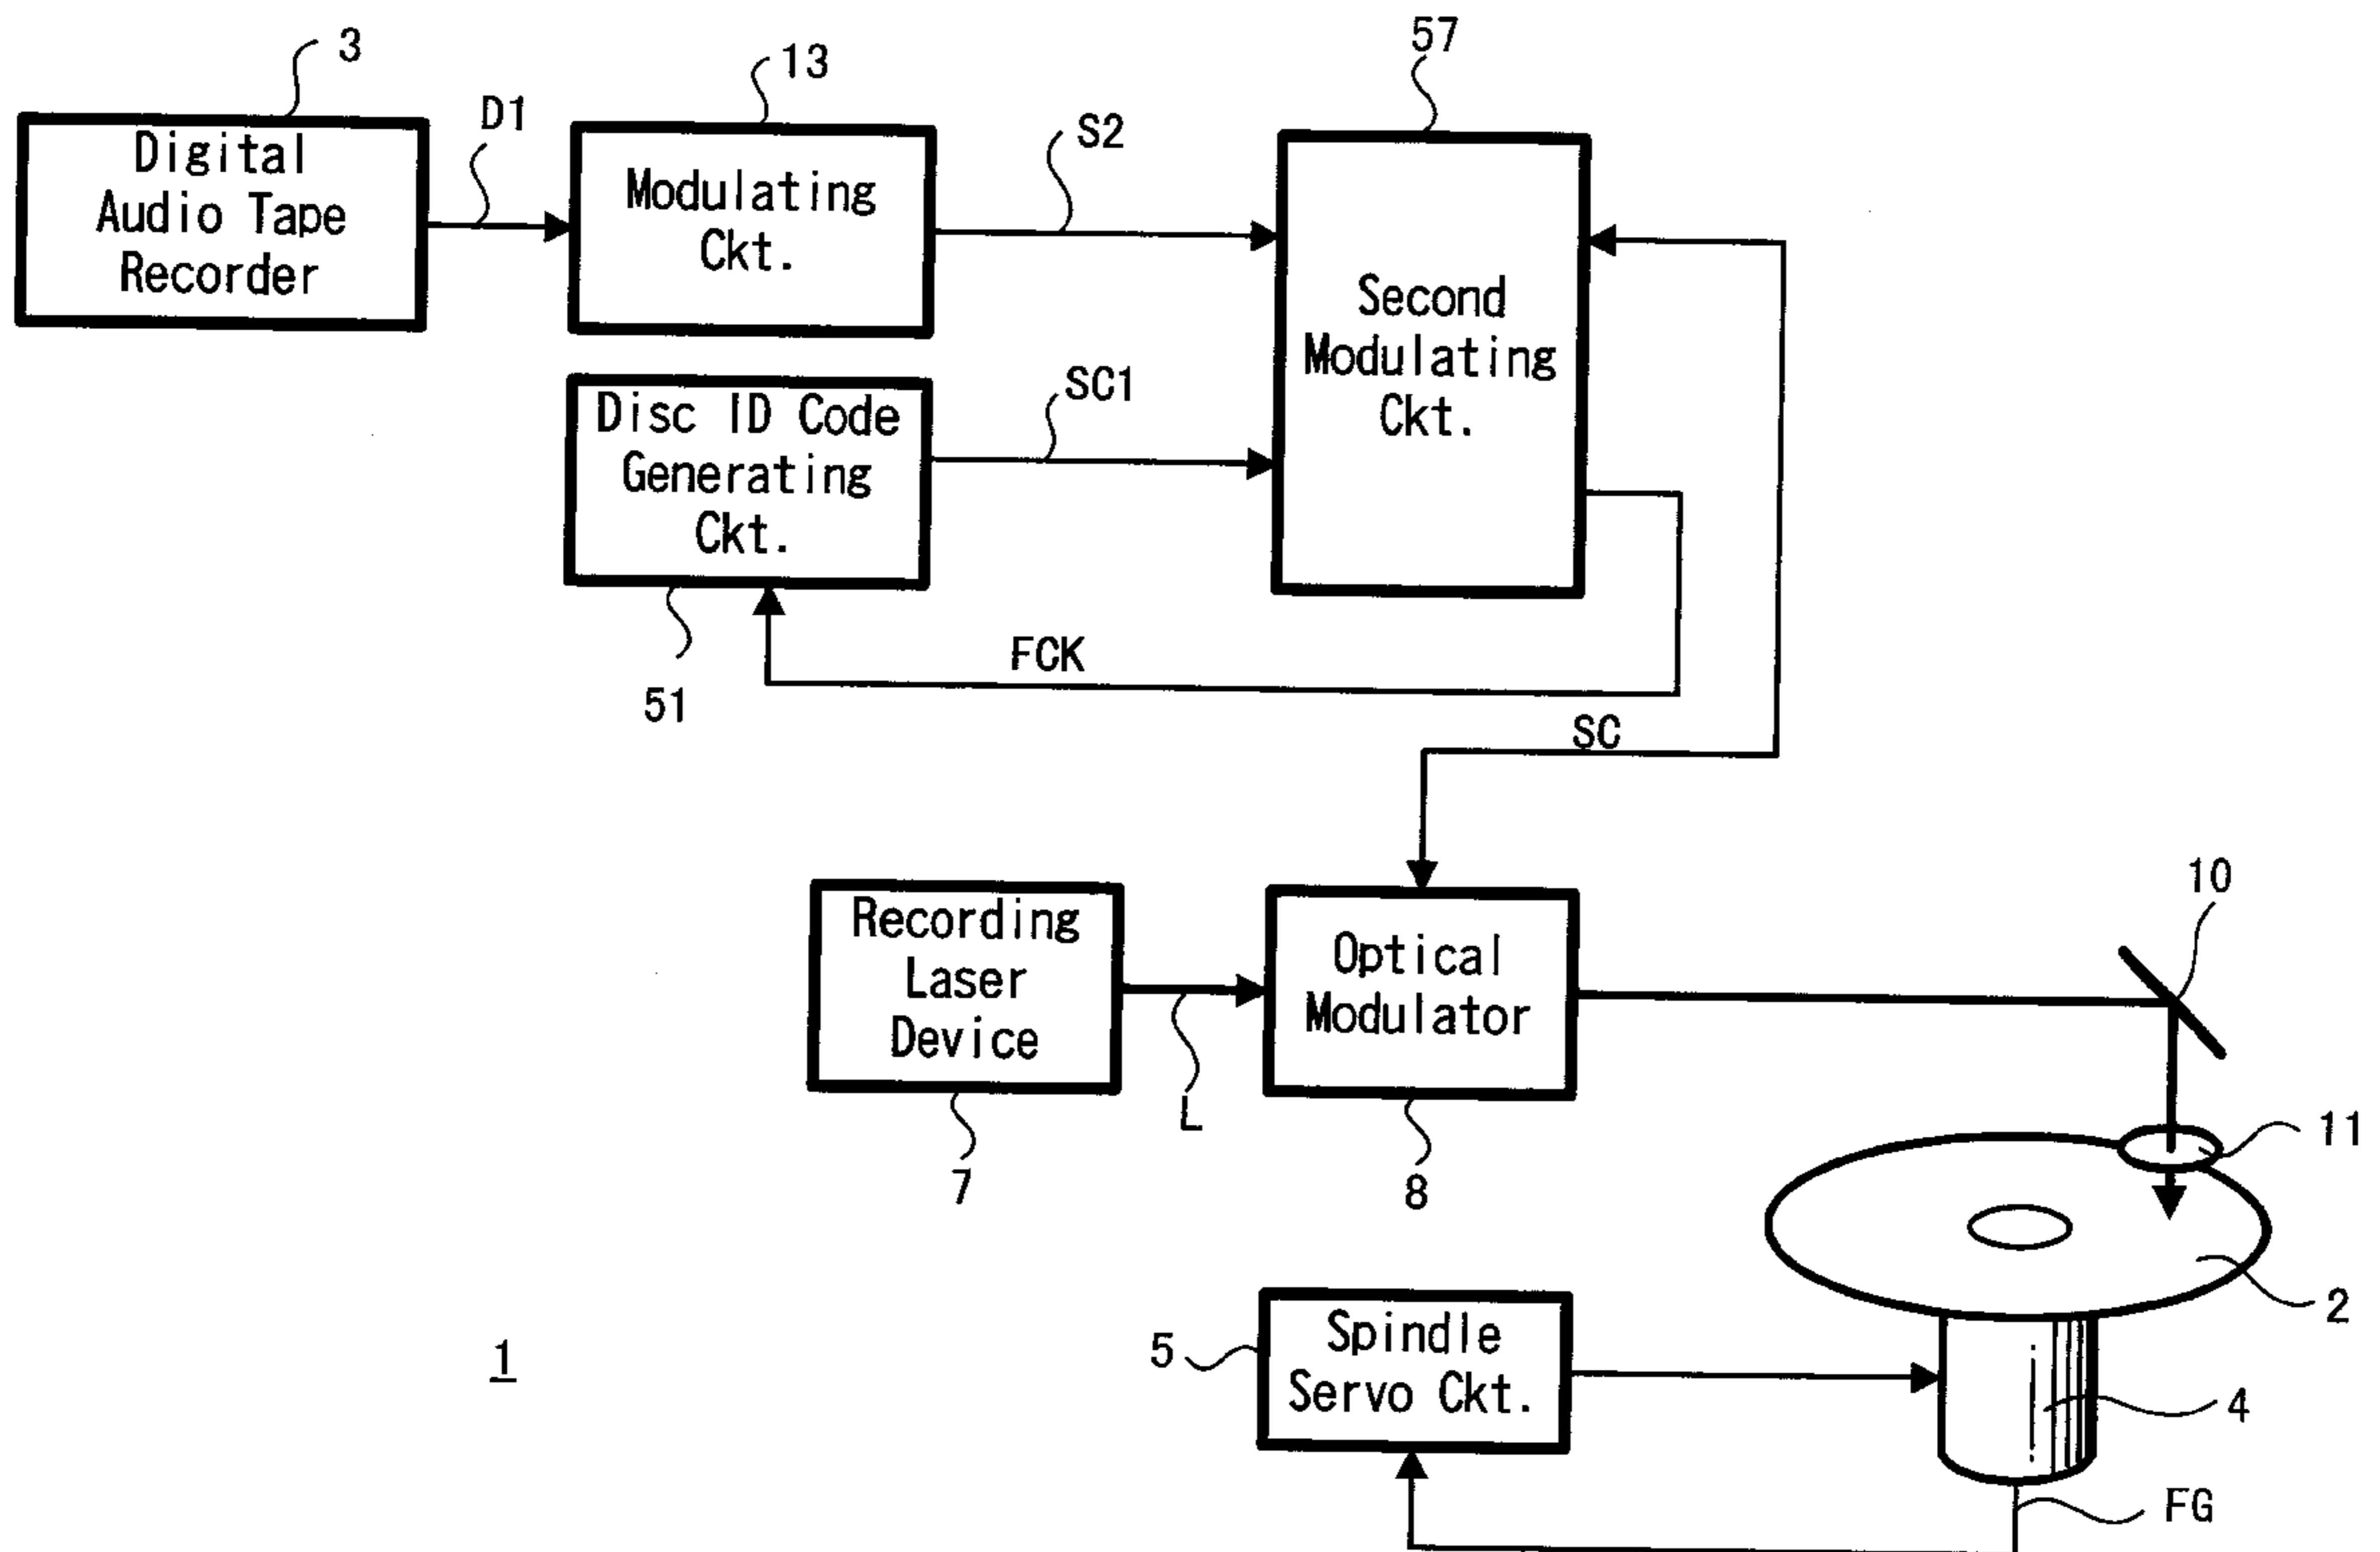 3
13
57
D1
S2
Digital
Audio Tape
Recorder
Modulating
Ckt.
Second
Modulating
Ckt.
SC1
Disc ID Code
Generating
Ckt.
FCK
51
SC
10
Recording
Laser
Device
Optical
Modulator
L
11
7
8
2
5
Spindle
Servo Ckt.
1
4
FG